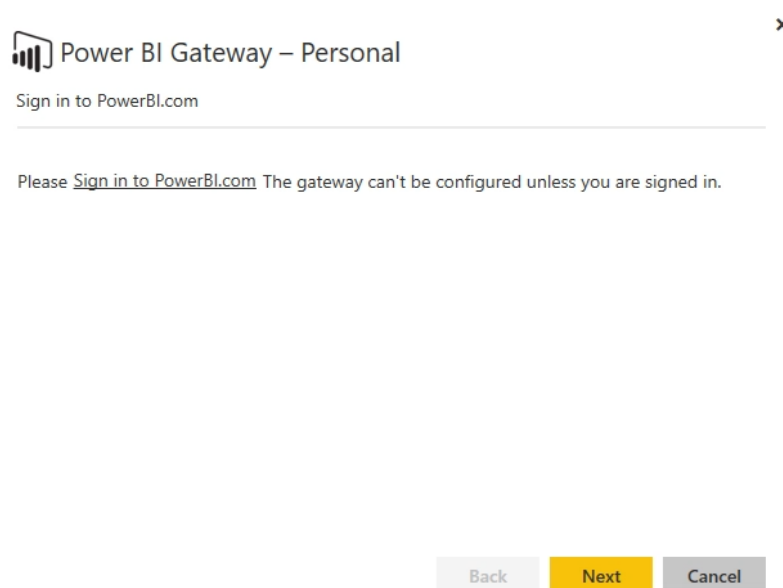 Power BI Gateway – Personal
Sign in to PowerBI.com
Please Sign in to PowerBI.com The gateway can't be configured unless you are signed in.
Back Next Cancel